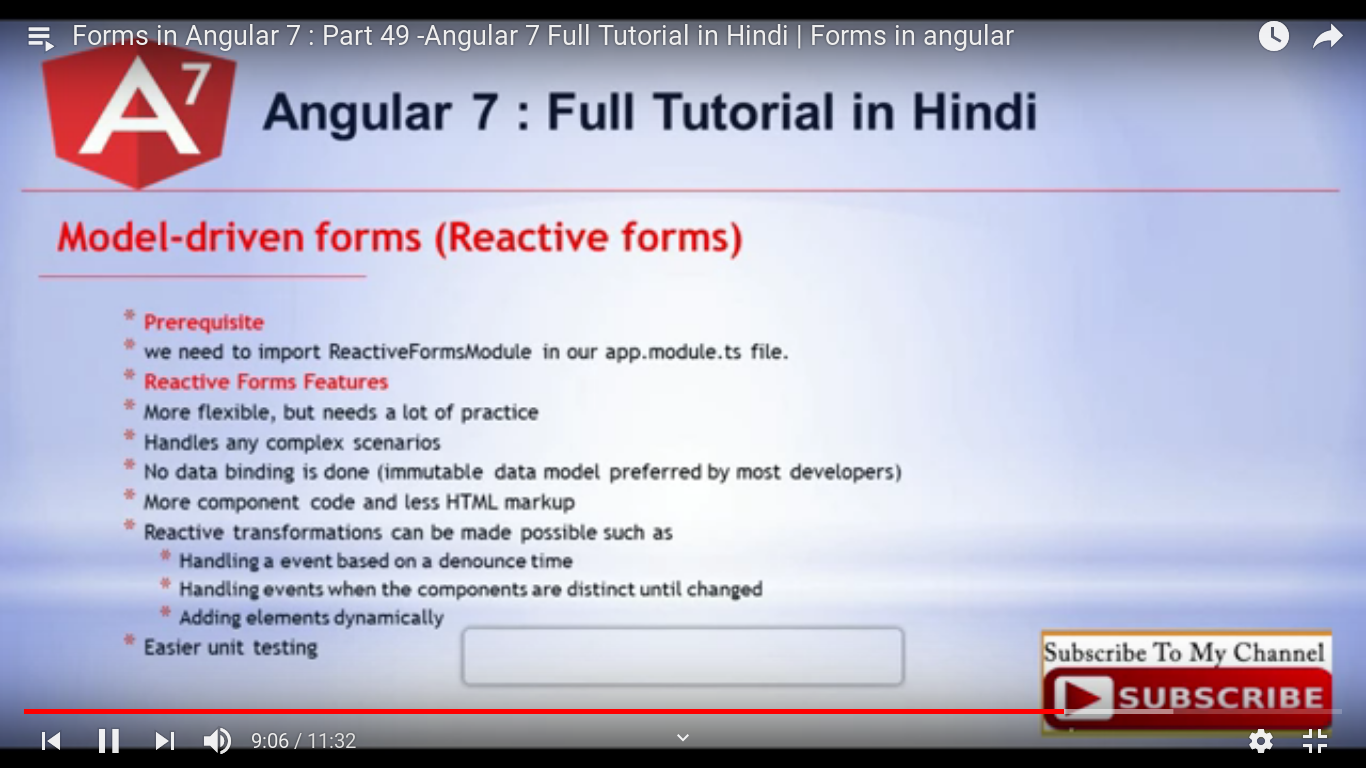 Forms in Angular 7 : Part 49 -Angular 7 Full Tutorial in Hindi | Forms in angular
A7
Angular 7 : Full Tutorial in Hindi
Model-driven forms (Reactive forms)
* Prerequisite
* we need to import ReactiveFormsModule in our app.module.ts file.
* Reactive Forms Features
* More flexible, but needs a lot of practice
* Handles any complex scenarios
* No data binding is done (immutable data model preferred by most developers)
* More component code and less HTML markup
* Reactive transformations can be made possible such as
* Handling a event based on a denounce time
* Handling events when the components are distinct until changed
* Adding elements dynamically
* Easier unit testing
Subscribe To My Channel
SUBSCRIBE
9:06 / 11:32